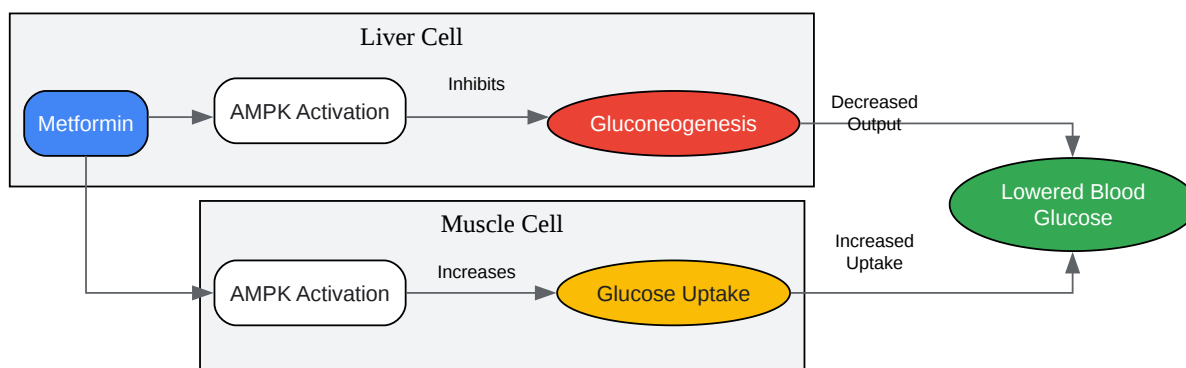 Liver Cell
Metformin
AMPK Activation
Inhibits
Gluconeogenesis
Decreased
Output
Muscle Cell
AMPK Activation
Increases
Glucose Uptake
Increased
Uptake
Lowered Blood
Glucose